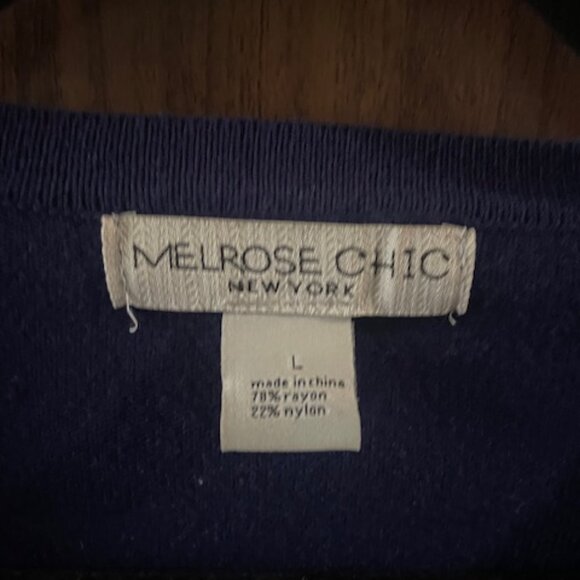 MELROSE CHIC
NEW YORK
L
made in china
78% rayon
22% nylon